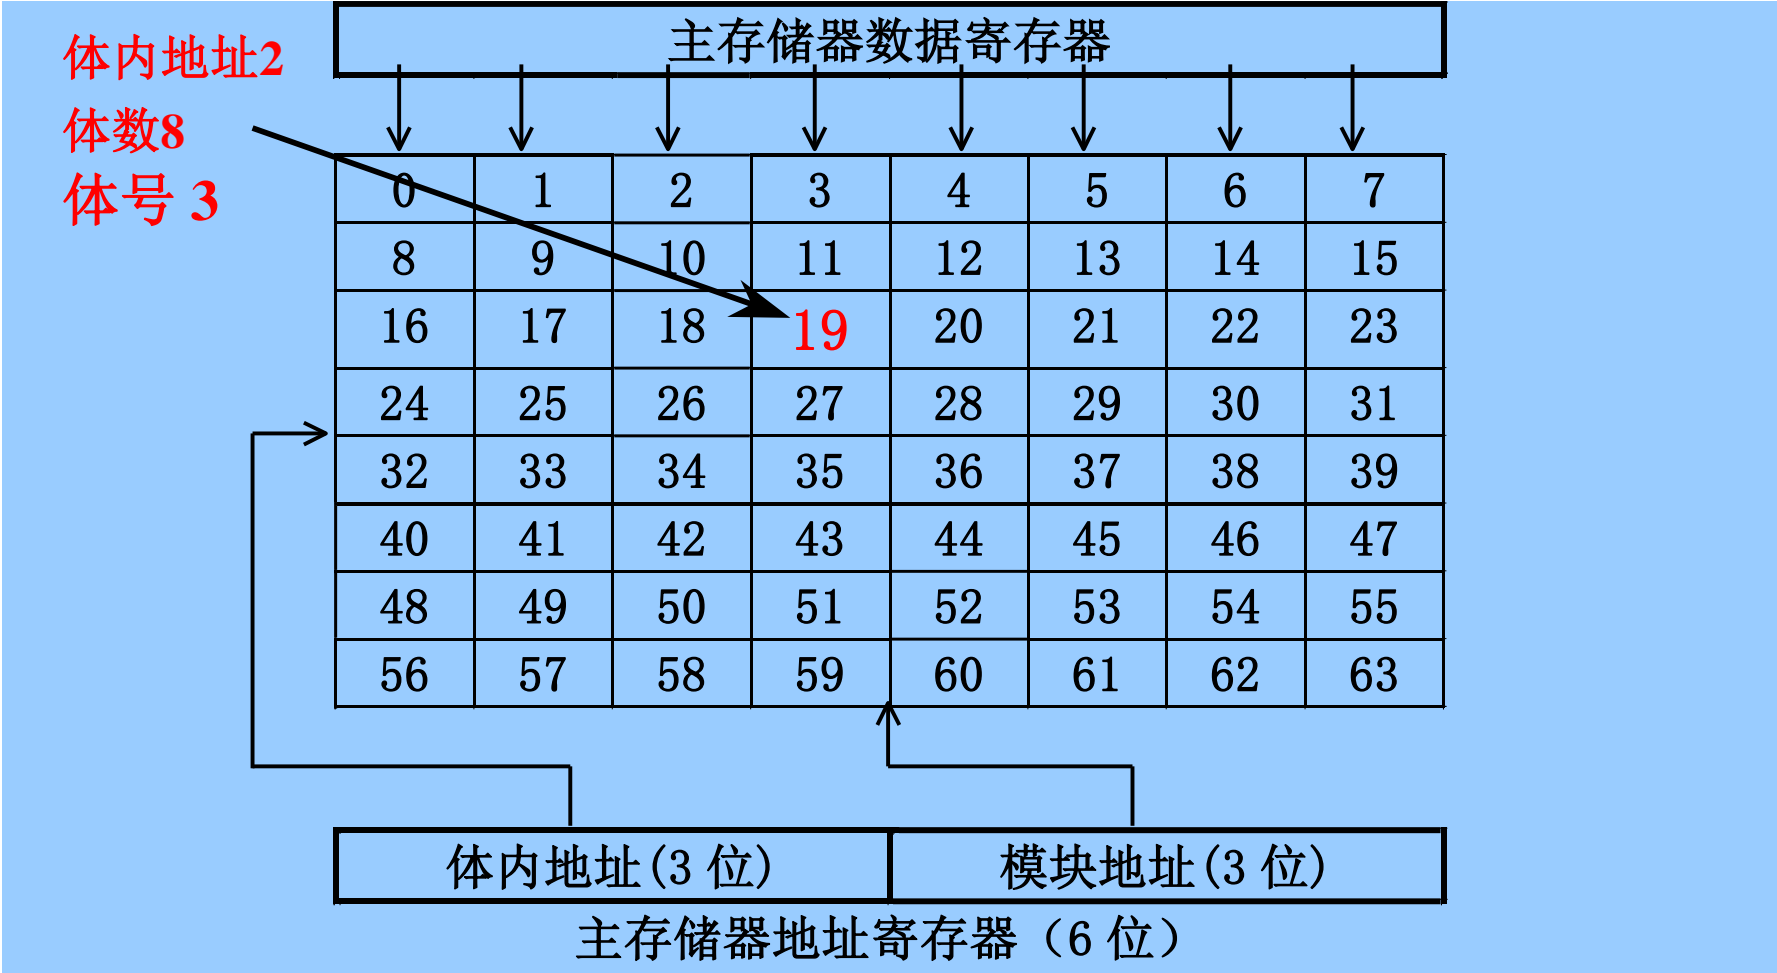 主存储器数据寄存器
体内地址2
体数8
体号 3
0 1 2 3 4 5 6 7
8 9 10 11 12 13 14 15
16 17 18 19 20 21 22 23
24 25 26 27 28 29 30 31
32 33 34 35 36 37 38 39
40 41 42 43 44 45 46 47
48 49 50 51 52 53 54 55
56 57 58 59 60 61 62 63
体内地址(3 位) 模块地址(3 位)
主存储器地址寄存器（6 位）